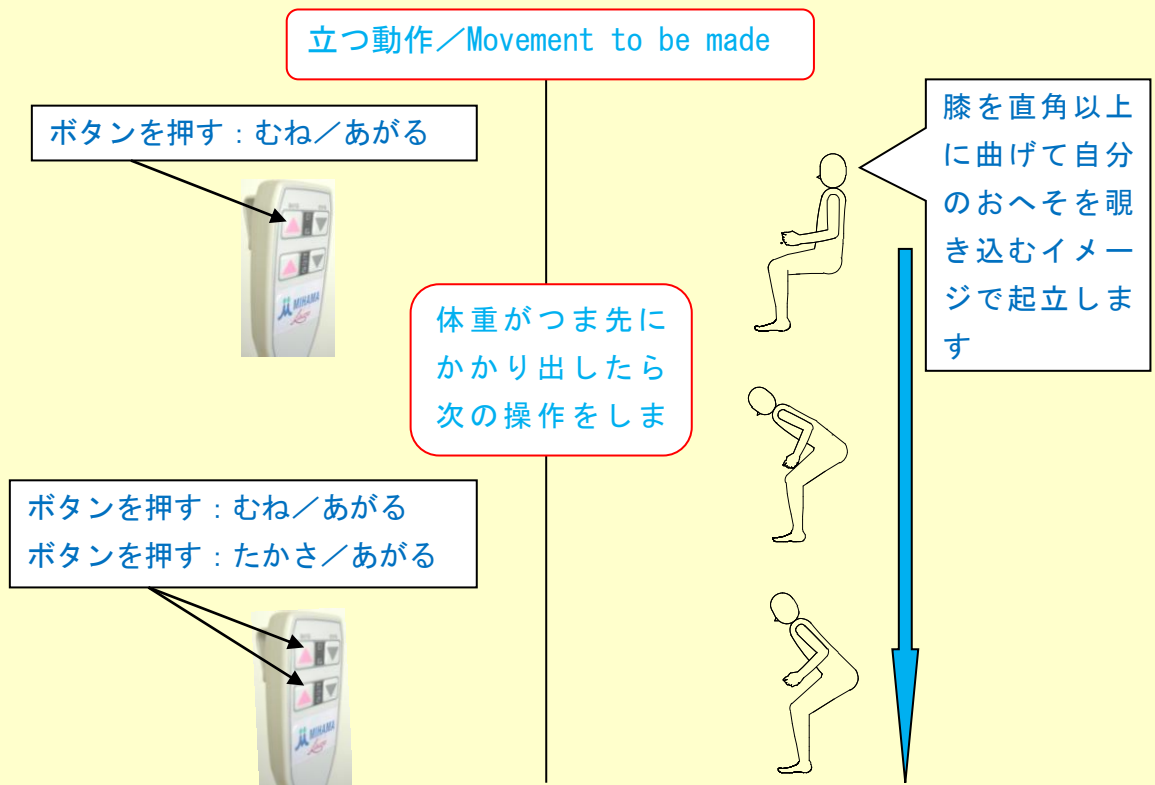 立つ動作／Movement to be made
ボタンを押す：むね／あがる
膝を直角以上
に曲げて自分
のおへそを覗
き込むイメー
ジで起立しま
す
MIHAMA
体重がつま先に
かかり出したら
次の操作をしま
ボタンを押す：むね／あがる
ボタンを押す：たかさ／あがる
MIHAMA